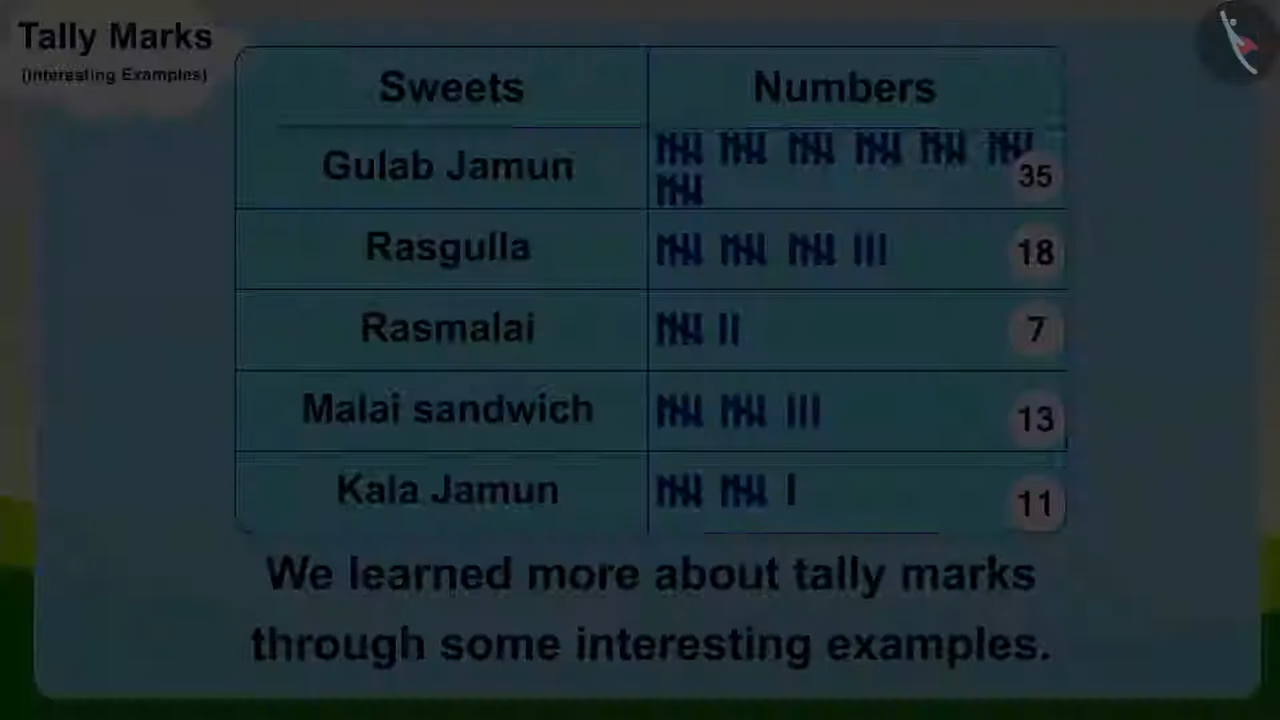 Tally Marks
(Interesting Examples)
Sweets Numbers
Gulab Jamun 35
Rasgulla 18
Rasmalai 7
Malai sandwich 13
Kala Jamun 11
We learned more about tally marks
through some interesting examples.